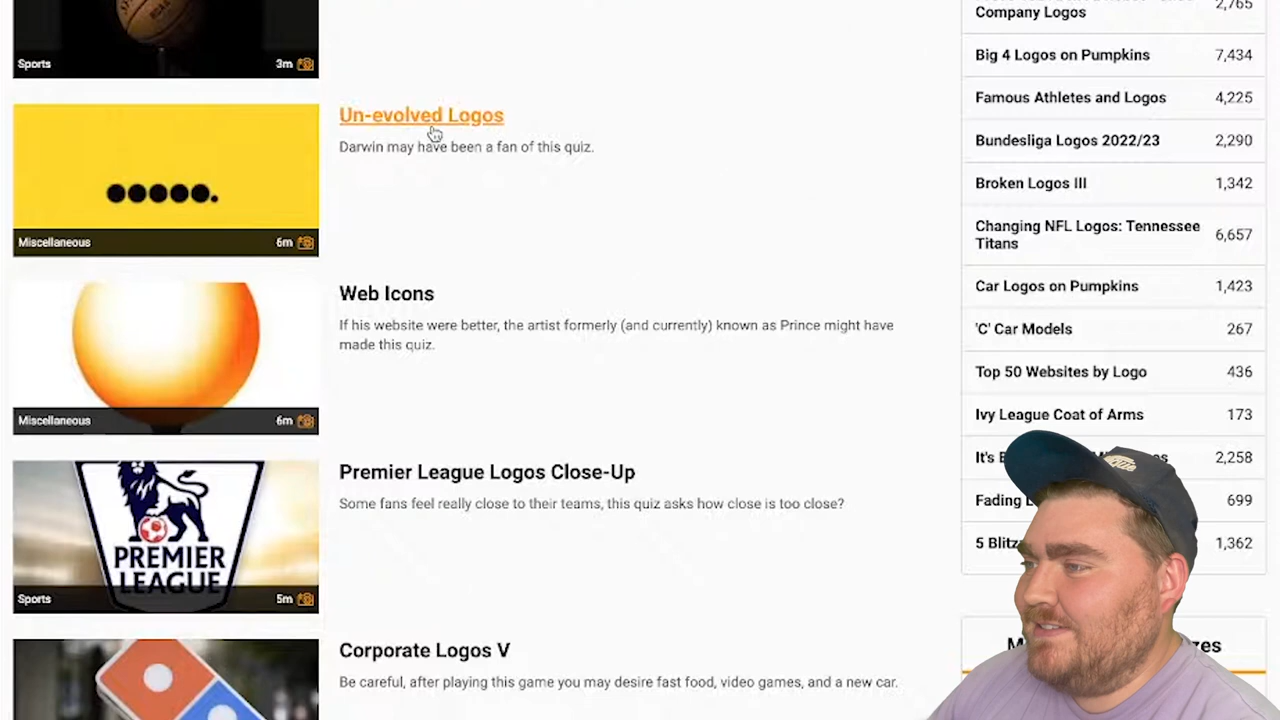 Sports
3m
Un-evolved Logos
Darwin may have been a fan of this quiz.
Miscellaneous
6m
Web Icons
If his website were better, the artist formerly (and currently) known as Prince might have
made this quiz.
Miscellaneous
6m
Premier League Logos Close-Up
Some fans feel really close to their teams, this quiz asks how close is too close?
PREMIER
LEAGUE
Sports
5m
Corporate Logos V
Be careful, after playing this game you may desire fast food, video games, and a new car.
Company Logos
2,765
Big 4 Logos on Pumpkins
7,434
Famous Athletes and Logos
4,225
Bundesliga Logos 2022/23
2,290
Broken Logos III
1,342
Changing NFL Logos: Tennessee
Titans
6,657
Car Logos on Pumpkins
1,423
'C' Car Models
267
Top 50 Websites by Logo
436
Ivy League Coat of Arms
173
It's
2,258
Fading
699
5 Blitz
1,362